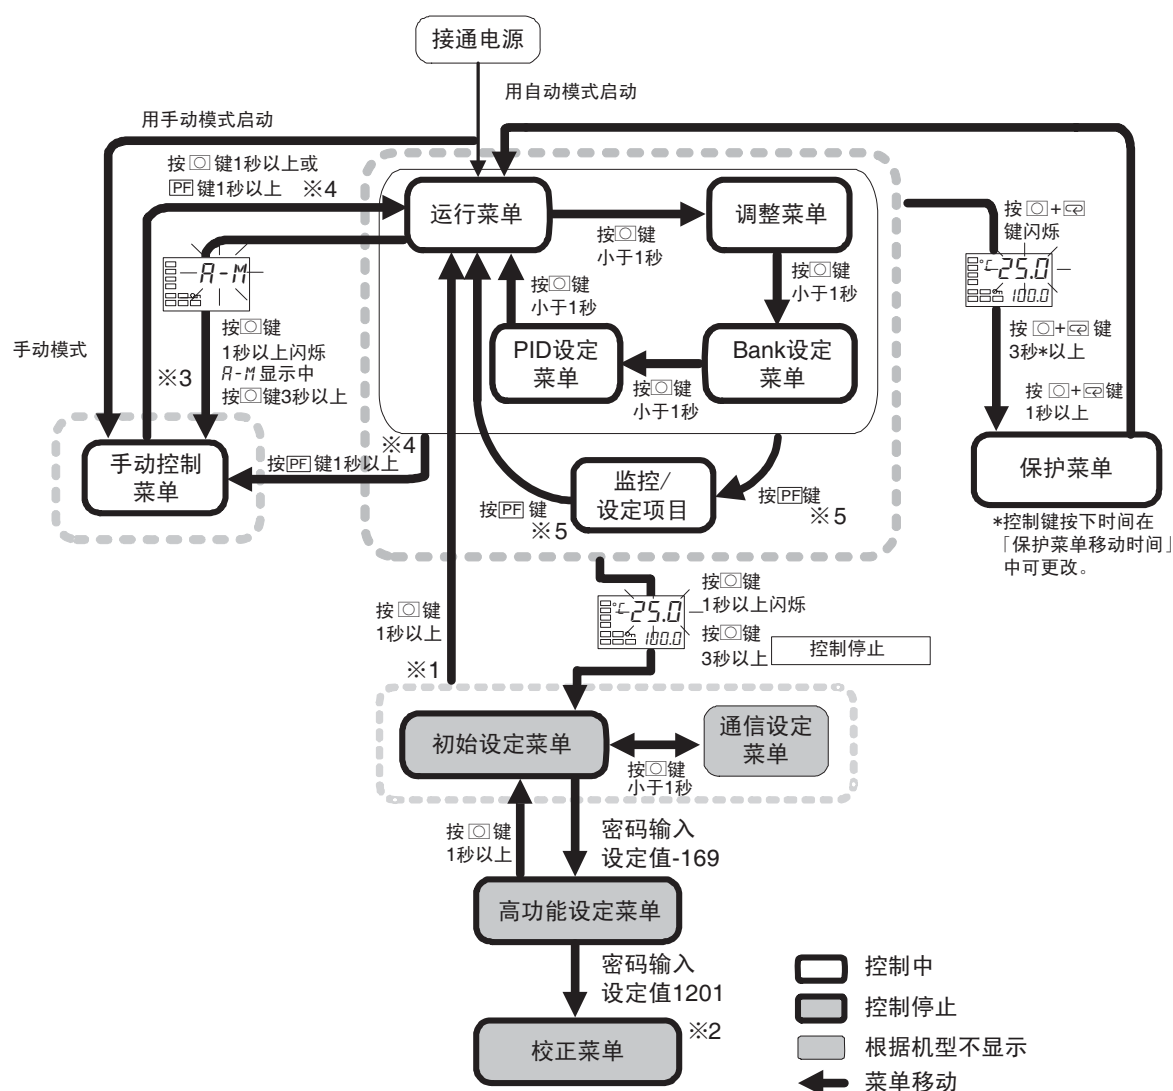 接通电源
用自动模式启动
用手动模式启动
按 ○ 键1秒以上或
PF 键1秒以上 ※4
运行菜单
调整菜单
按○键
小于1秒
按○键
小于1秒
按○键
小于1秒
PID设定
菜单
Bank设定
菜单
按○键
小于1秒
A-M
按○键
1秒以上闪烁
A-M 显示中
按○键3秒以上
手动模式
※3
手动控制
菜单
按PF 键1秒以上
※4
监控/
设定项目
按PF 键
※5
按PF键
※5
按 ○+键
键闪烁
°C 25.0
100.0
按 ○+ 键
3秒*以上
按 ○+键
1秒以上
保护菜单
*控制键按下时间在
「保护菜单移动时间」
中可更改。
按○键
1秒以上闪烁
°C 25.0
100.0
按○键
3秒以上
控制停止
按 ○ 键
1秒以上
※1
初始设定菜单
通信设定
菜单
按○键
小于1秒
按 ○ 键
1秒以上
密码输入
设定值-169
高功能设定菜单
密码输入
设定值1201
校正菜单
※2
控制中
控制停止
根据机型不显示
菜单移动